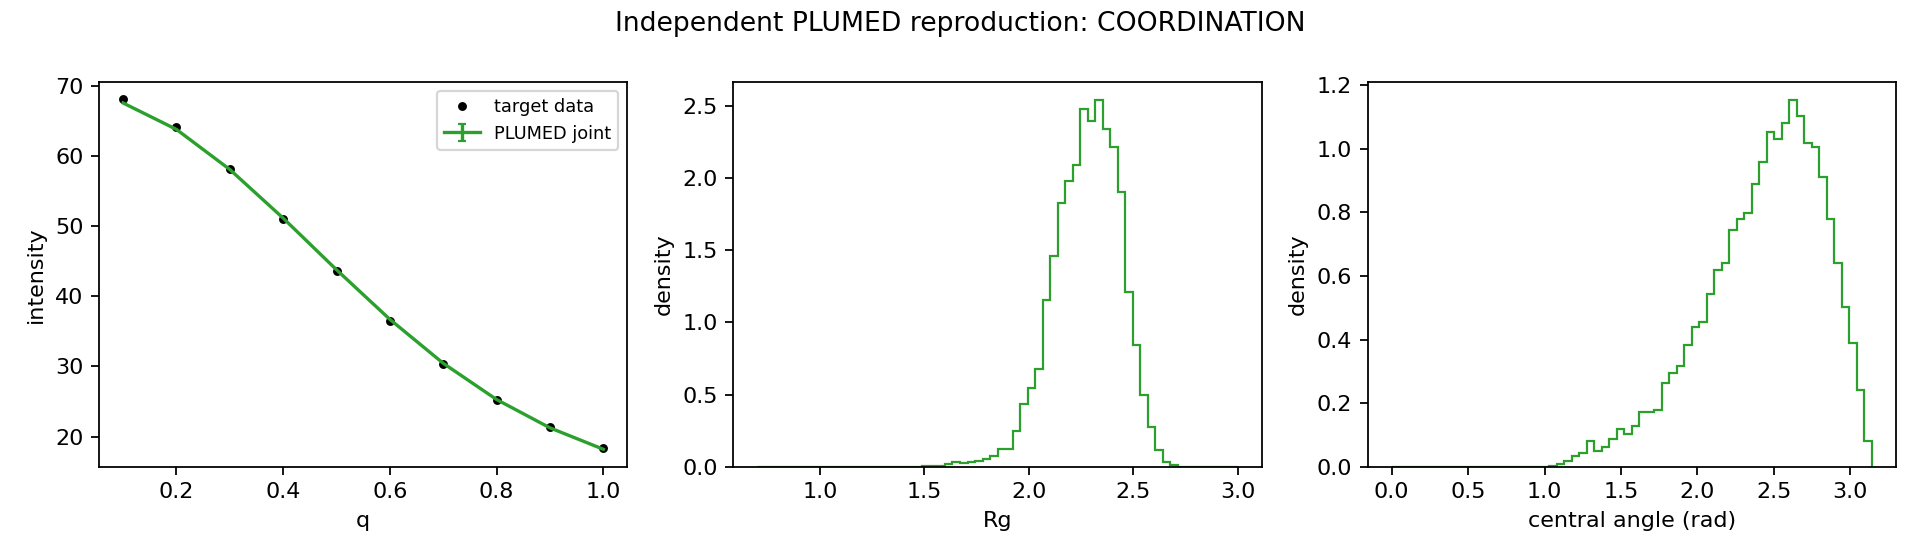 Independent PLUMED reproduction: COORDINATION
70
60
50
40
30
20
intensity
0.2 0.4 0.6 0.8 1.0
q
target data
PLUMED joint
2.5
2.0
1.5
1.0
0.5
0.0
density
1.0 1.5 2.0 2.5 3.0
Rg
1.2
1.0
0.8
0.6
0.4
0.2
0.0
density
0.0 0.5 1.0 1.5 2.0 2.5 3.0
central angle (rad)